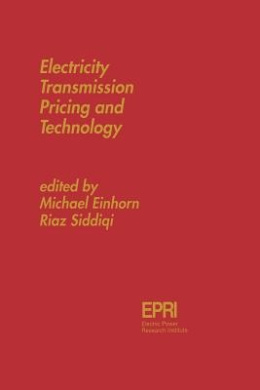 Electricity
Transmission
Pricing and
Technology
edited by
Michael Einhorn
Riaz Siddiqi
EPRI
Electric Power
Research Institute